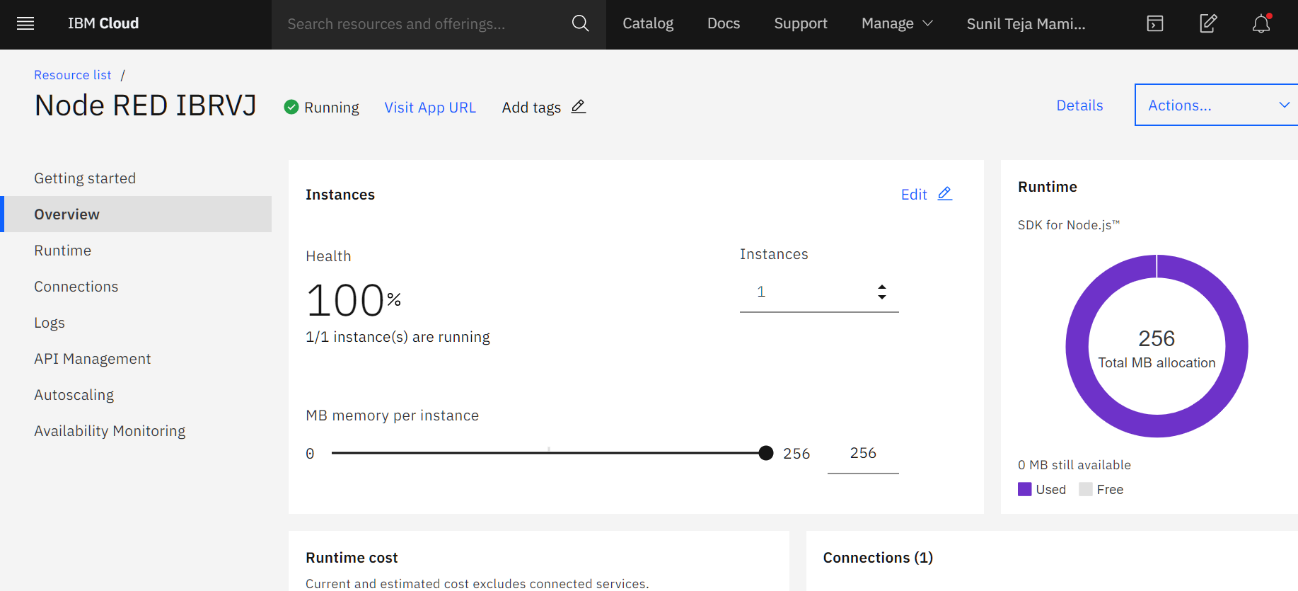 IBM Cloud
Search resources and offerings...
Catalog
Docs
Support
Manage
Sunil Teja Mami...
Resource list /
Node RED IBRVJ
Running
Visit App URL
Add tags
Details
Actions...
Getting started
Overview
Runtime
Connections
Logs
API Management
Autoscaling
Availability Monitoring
Instances
Edit
Health
100%
1/1 instance(s) are running
Instances
1
MB memory per instance
0
256
256
Runtime
SDK for Node.js™
256
Total MB allocation
0 MB still available
Used
Free
Runtime cost
Current and estimated cost excludes connected services.
Connections (1)